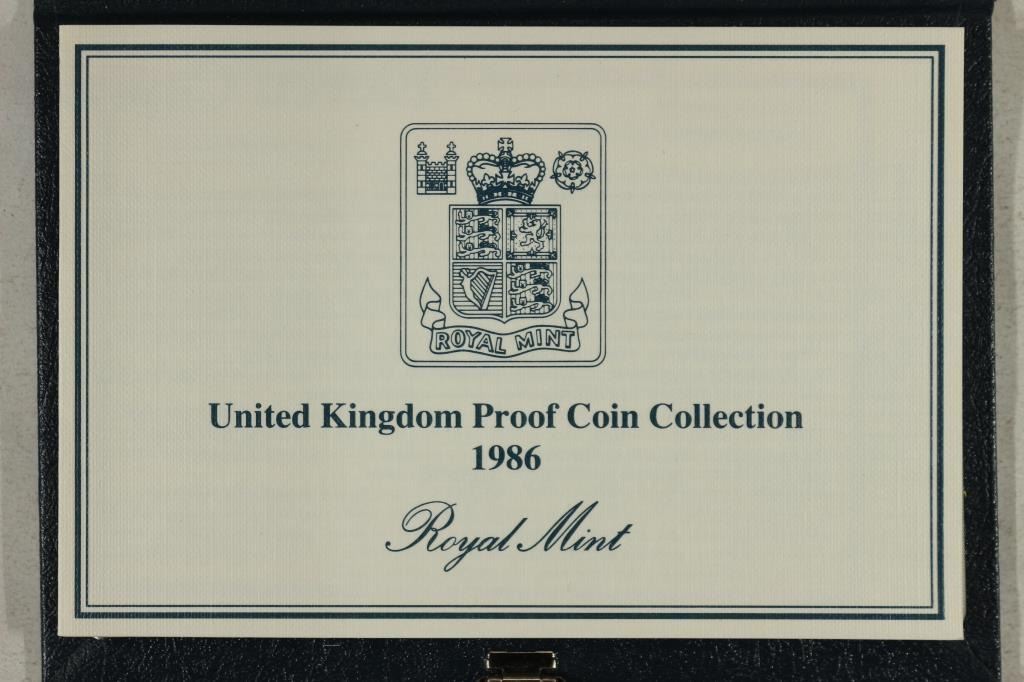 ROYAL MINT
United Kingdom Proof Coin Collection
1986
Royal Mint